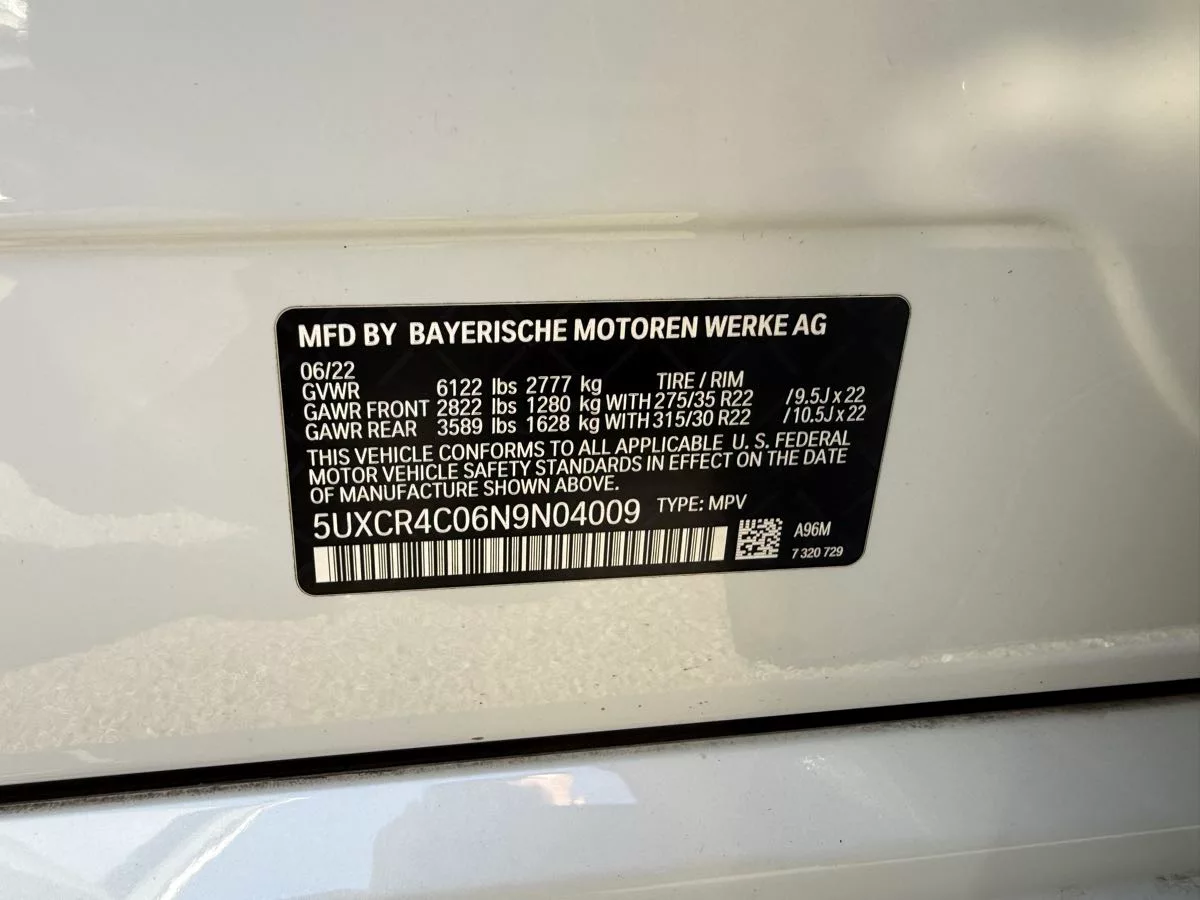 MFD BY BAYERISCHE MOTOREN WERKE AG
06/22
GVWR 6122 lbs 2777 kg TIRE / RIM
GAWR FRONT 2822 lbs 1280 kg WITH 275/35 R22 /9.5J x 22
GAWR REAR 3589 lbs 1628 kg WITH 315/30 R22 /10.5J x 22
THIS VEHICLE CONFORMS TO ALL APPLICABLE U. S. FEDERAL
MOTOR VEHICLE SAFETY STANDARDS IN EFFECT ON THE DATE
OF MANUFACTURE SHOWN ABOVE.
5UXCR4C06N9N04009 TYPE: MPV
A96M
7 320 729